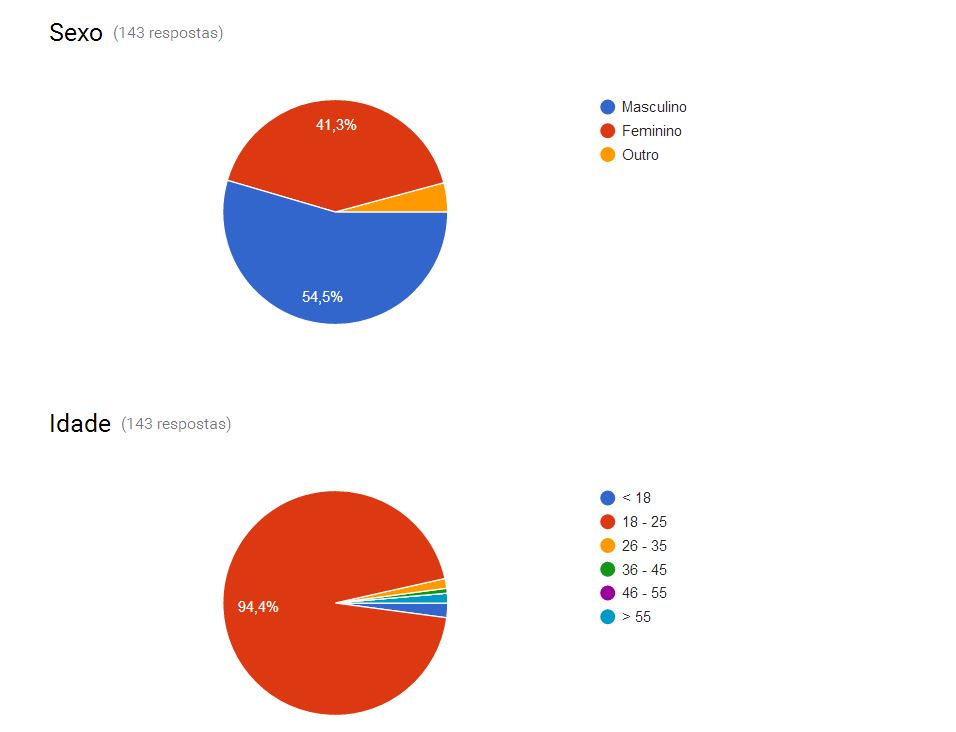 Sexo (143 respostas)
41,3%
54,5%
Masculino
Feminino
Outro
Idade (143 respostas)
94,4%
< 18
18 - 25
26 - 35
36 - 45
46 - 55
> 55